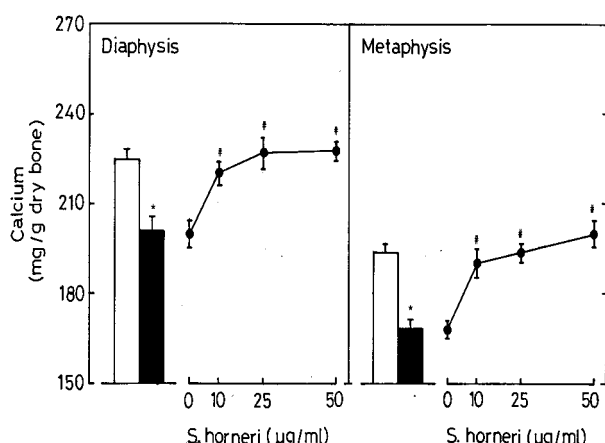 270
240
210
180
150
Calcium
(mg/g dry bone)
Diaphysis
*
#
#
#
0 10 25 50
S. horneri (µg/ml)
Metaphysis
*
#
#
#
0 10 25 50
S. horneri (µg/ml)